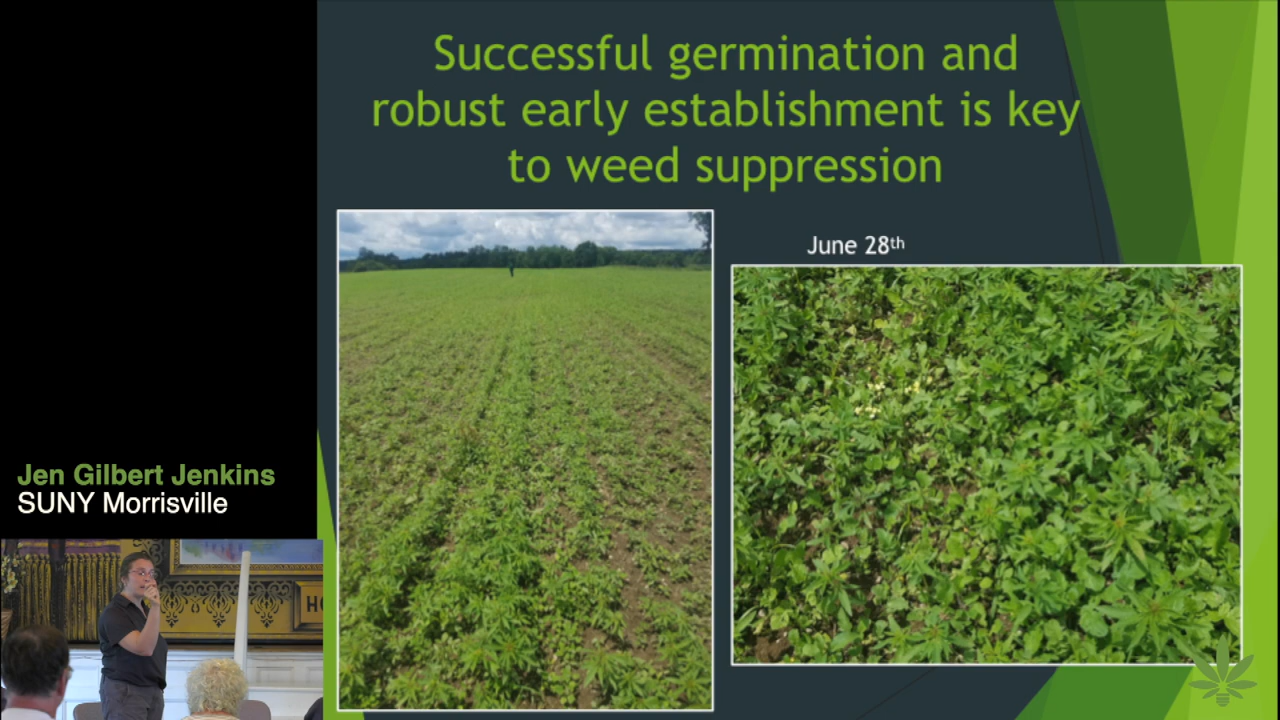 Successful germination and
robust early establishment is key
to weed suppression
June 28th
Jen Gilbert Jenkins
SUNY Morrisville